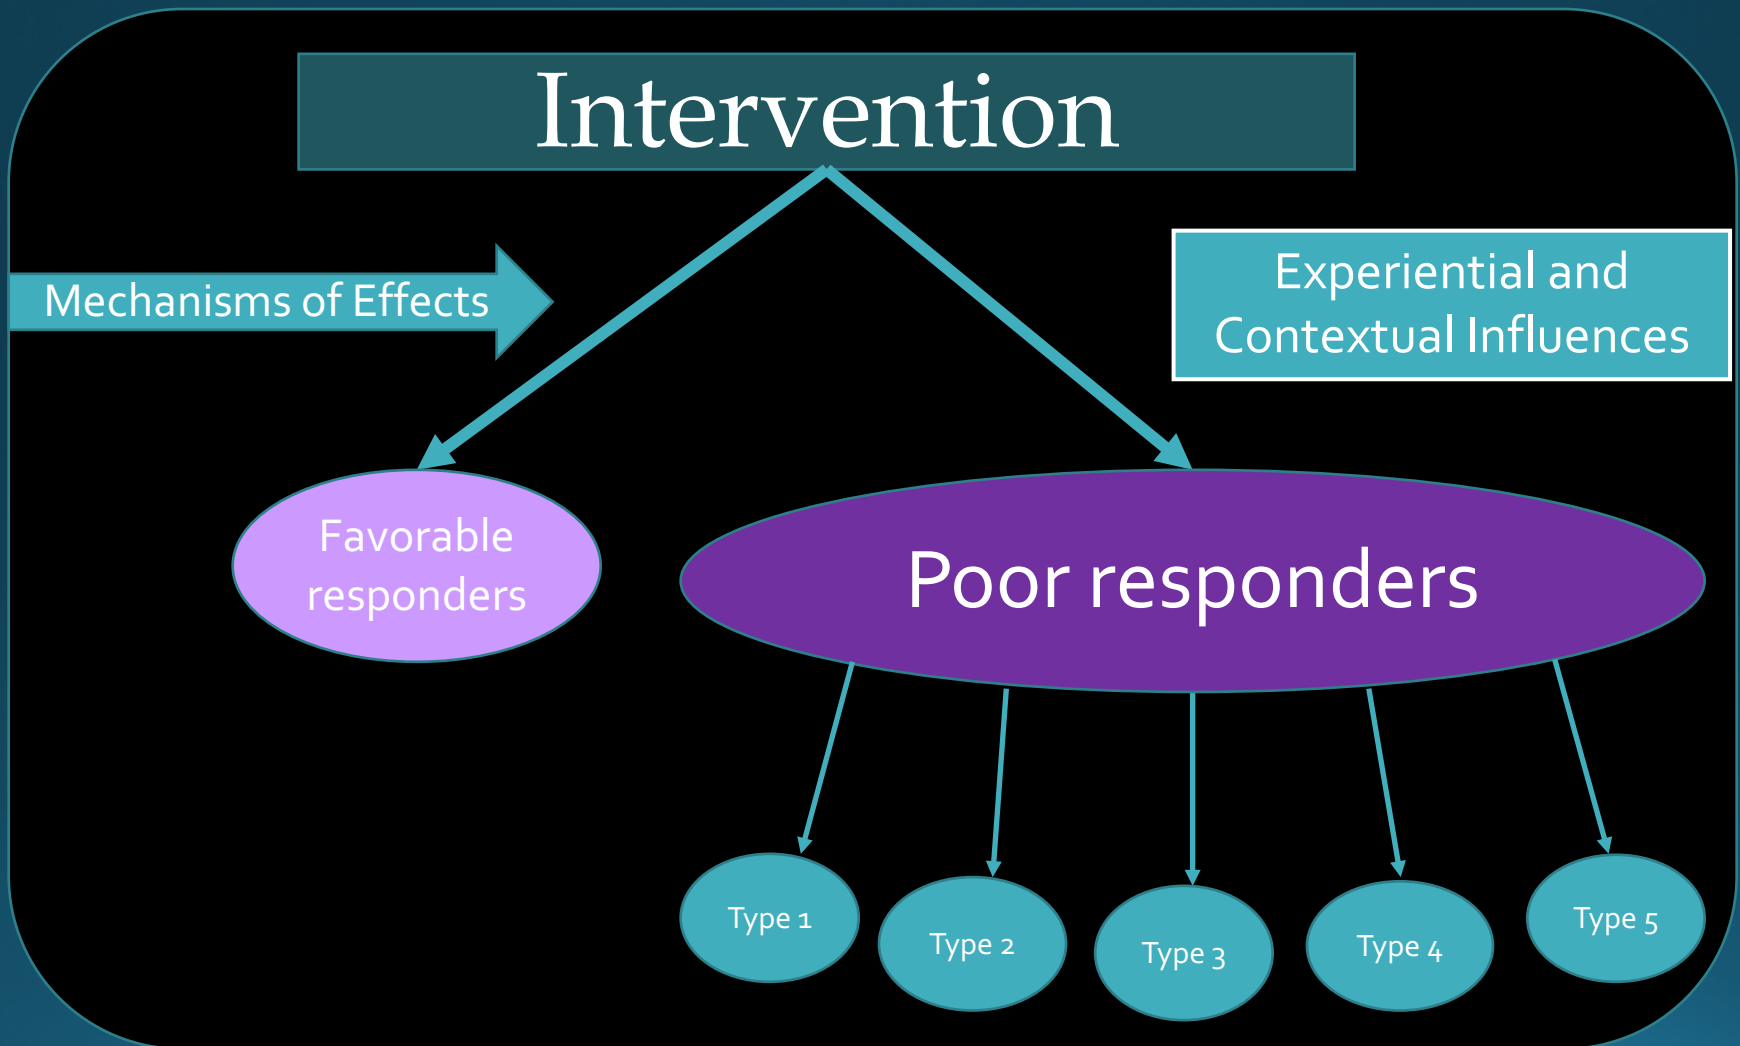 Intervention
Mechanisms of Effects
Experiential and
Contextual Influences
Favorable
responders
Poor responders
Type 1
Type 2
Type 3
Type 4
Type 5